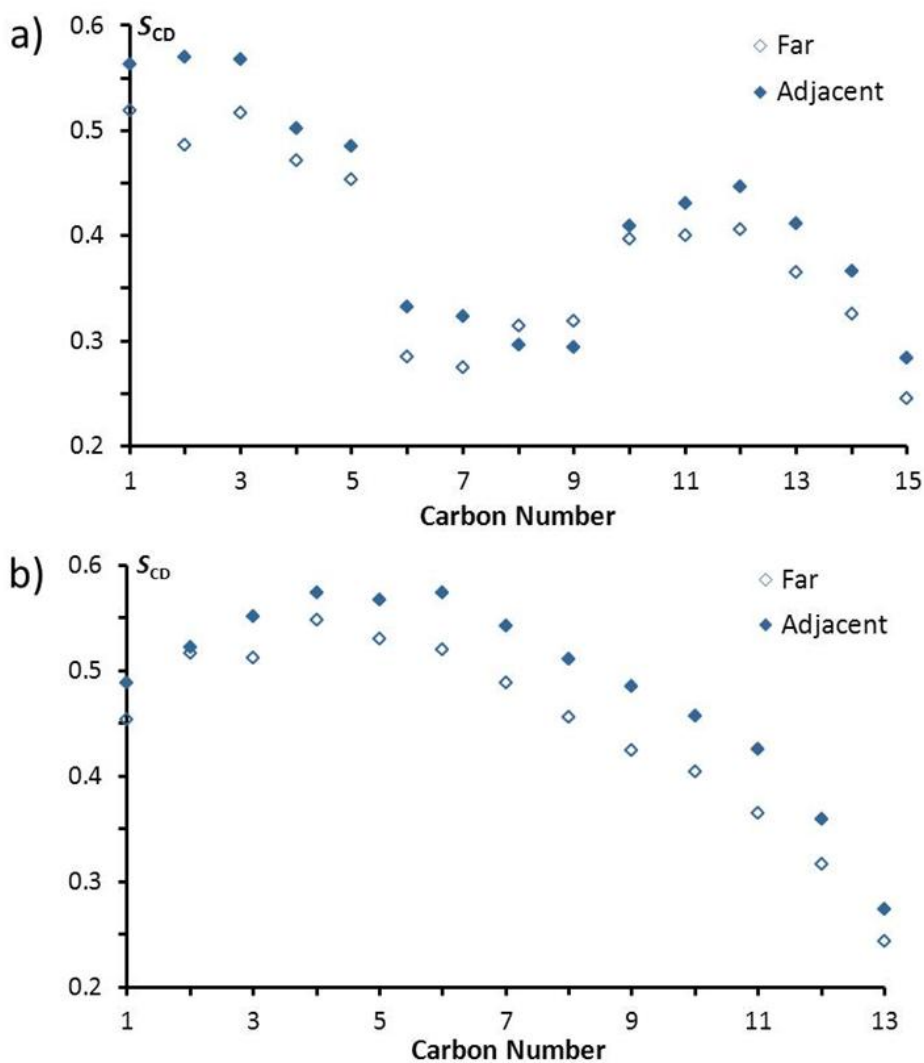 a)
S_CD
0.6
Far
Adjacent
0.5
0.4
0.3
0.2
1 3 5 7 9 11 13 15
Carbon Number
b)
S_CD
0.6
Far
Adjacent
0.5
0.4
0.3
0.2
1 3 5 7 9 11 13
Carbon Number